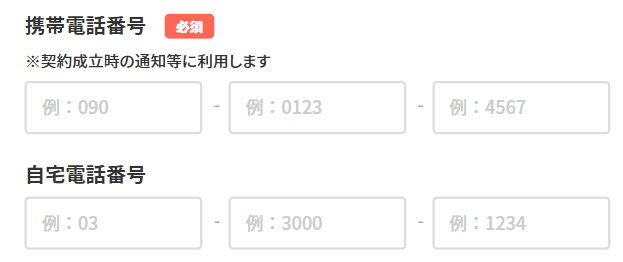 携帯電話番号 必須
※契約成立時の通知等に利用します
例：090 - 例：0123 - 例：4567
自宅電話番号
例：03 - 例：3000 - 例：1234